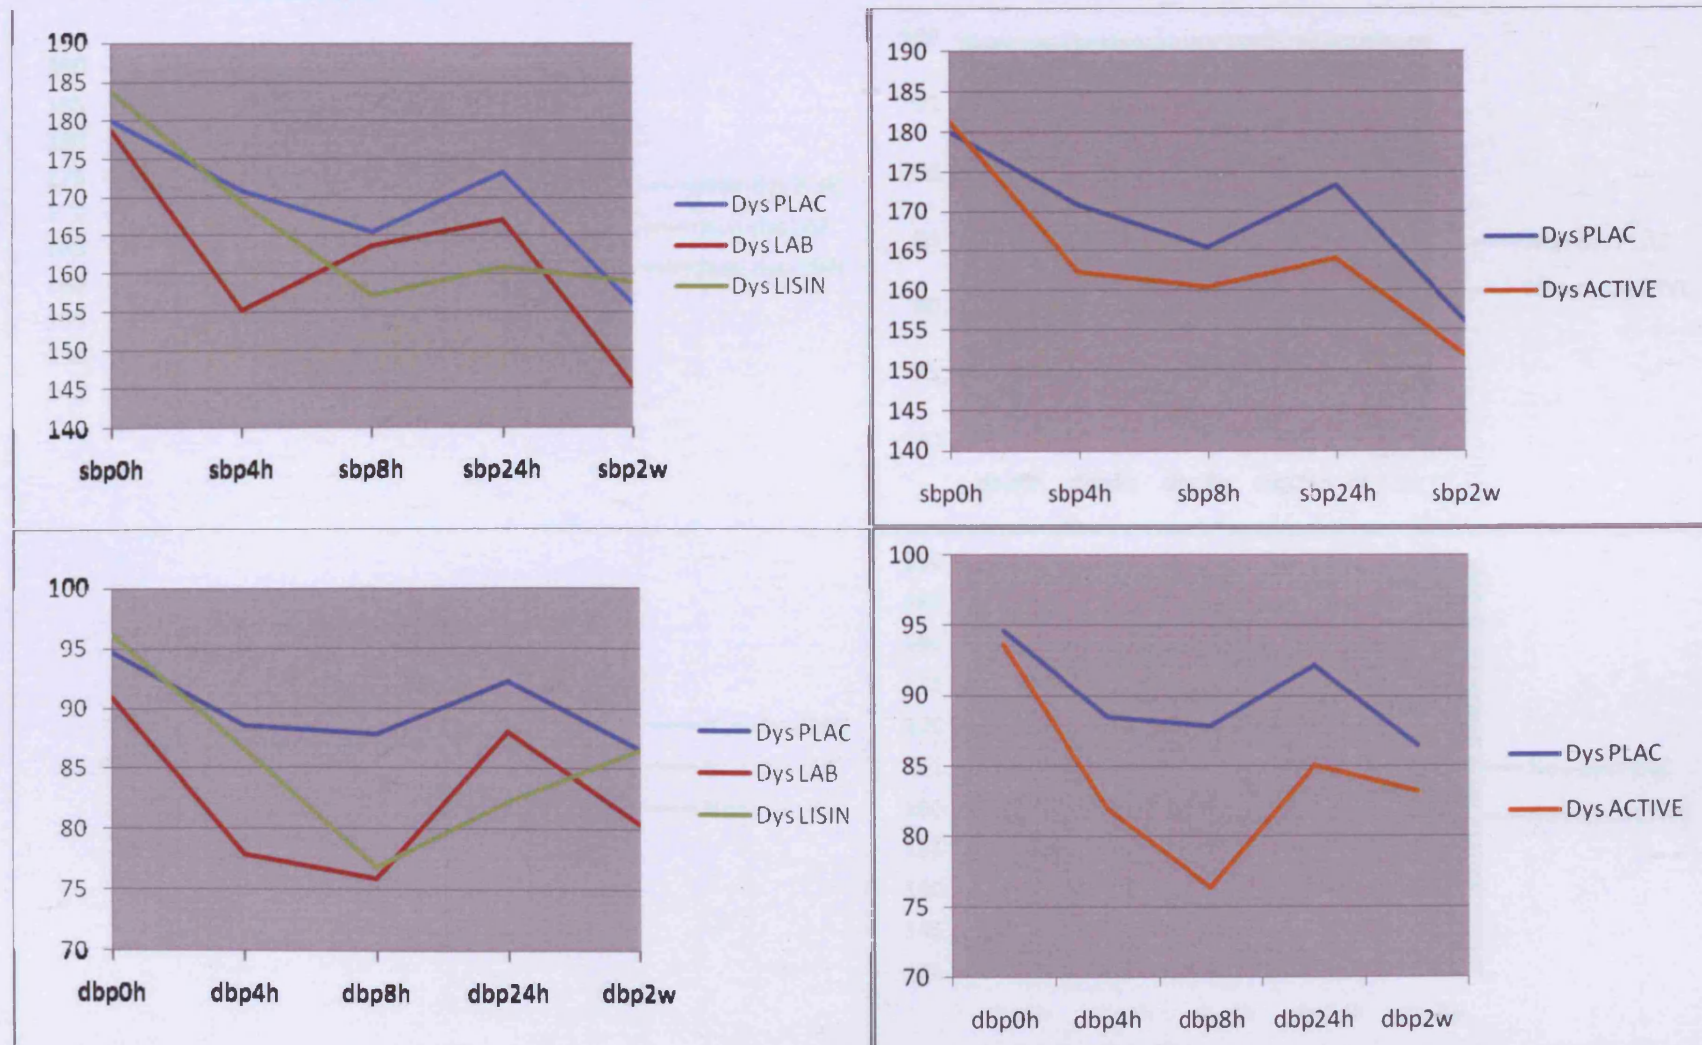 190
185
180
175
170
165
160
155
150
145
140
sbp0h sbp4h sbp8h sbp24h sbp2w
Dys PLAC
Dys LAB
Dys LISIN
190
185
180
175
170
165
160
155
150
145
140
sbp0h sbp4h sbp8h sbp24h sbp2w
Dys PLAC
Dys ACTIVE
100
95
90
85
80
75
70
dbp0h dbp4h dbp8h dbp24h dbp2w
Dys PLAC
Dys LAB
Dys LISIN
100
95
90
85
80
75
70
dbp0h dbp4h dbp8h dbp24h dbp2w
Dys PLAC
Dys ACTIVE